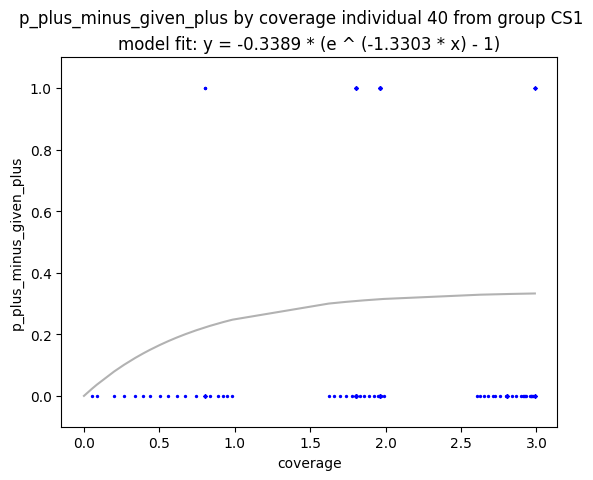 p_plus_minus_given_plus by coverage individual 40 from group CS1
model fit: y = -0.3389 * (e ^ (-1.3303 * x) - 1)
p_plus_minus_given_plus
1.0
0.8
0.6
0.4
0.2
0.0
0.0 0.5 1.0 1.5 2.0 2.5 3.0
coverage